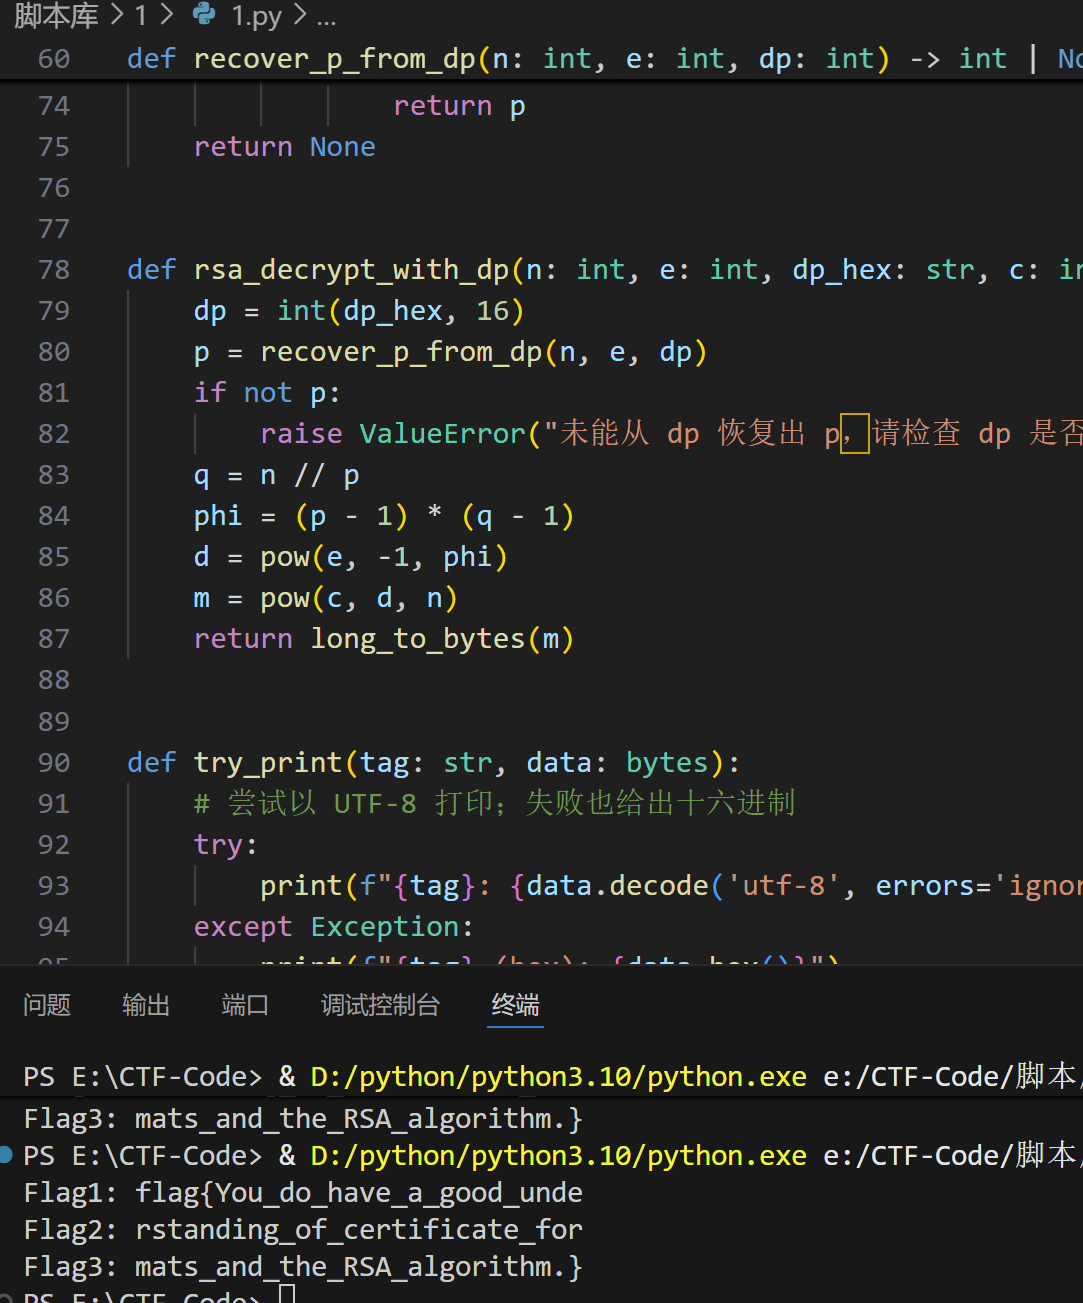 脚本库 > 1 > 1.py > ...
60 def recover_p_from_dp(n: int, e: int, dp: int) -> int | No
74 return p
75 return None
76
77
78 def rsa_decrypt_with_dp(n: int, e: int, dp_hex: str, c: in
79 dp = int(dp_hex, 16)
80 p = recover_p_from_dp(n, e, dp)
81 if not p:
82 raise ValueError("未能从 dp 恢复出 p，请检查 dp 是否
83 q = n // p
84 phi = (p - 1) * (q - 1)
85 d = pow(e, -1, phi)
86 m = pow(c, d, n)
87 return long_to_bytes(m)
88
89
90 def try_print(tag: str, data: bytes):
91 # 尝试以 UTF-8 打印；失败也给出十六进制
92 try:
93 print(f"{tag}: {data.decode('utf-8', errors='ignor
94 except Exception:
95 print(f"{tag} (hex): {data.hex()}")
问题 输出 端口 调试控制台 终端
PS E:\CTF-Code> & D:/python/python3.10/python.exe e:/CTF-Code/脚本
Flag3: mats_and_the_RSA_algorithm.}
PS E:\CTF-Code> & D:/python/python3.10/python.exe e:/CTF-Code/脚本
Flag1: flag{You_do_have_a_good_unde
Flag2: rstanding_of_certificate_for
Flag3: mats_and_the_RSA_algorithm.}
PS E:\CTF-Code>